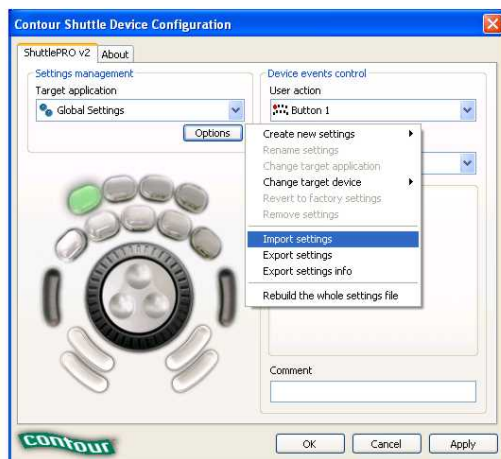 Contour Shuttle Device Configuration
ShuttlePRO v2
About
Settings management
Target application
Global Settings
Options
Device events control
User action
Button 1
Create new settings
Rename settings
Change target application
Change target device
Revert to factory settings
Remove settings
Import settings
Export settings
Export settings info
Rebuild the whole settings file
Comment
contour
OK
Cancel
Apply